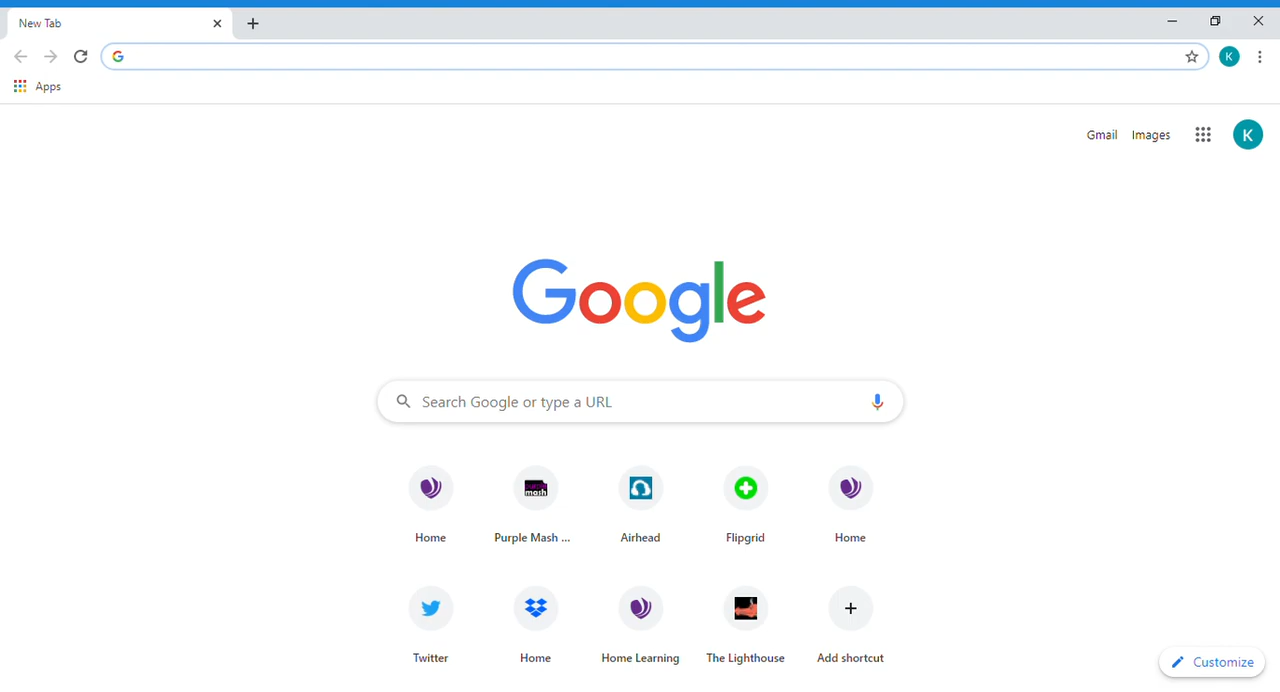 New Tab
Apps
Gmail Images
K
K
Google
Search Google or type a URL
Home Purple Mash ... Airhead Flipgrid Home
Twitter Home Home Learning The Lighthouse Add shortcut
Customize